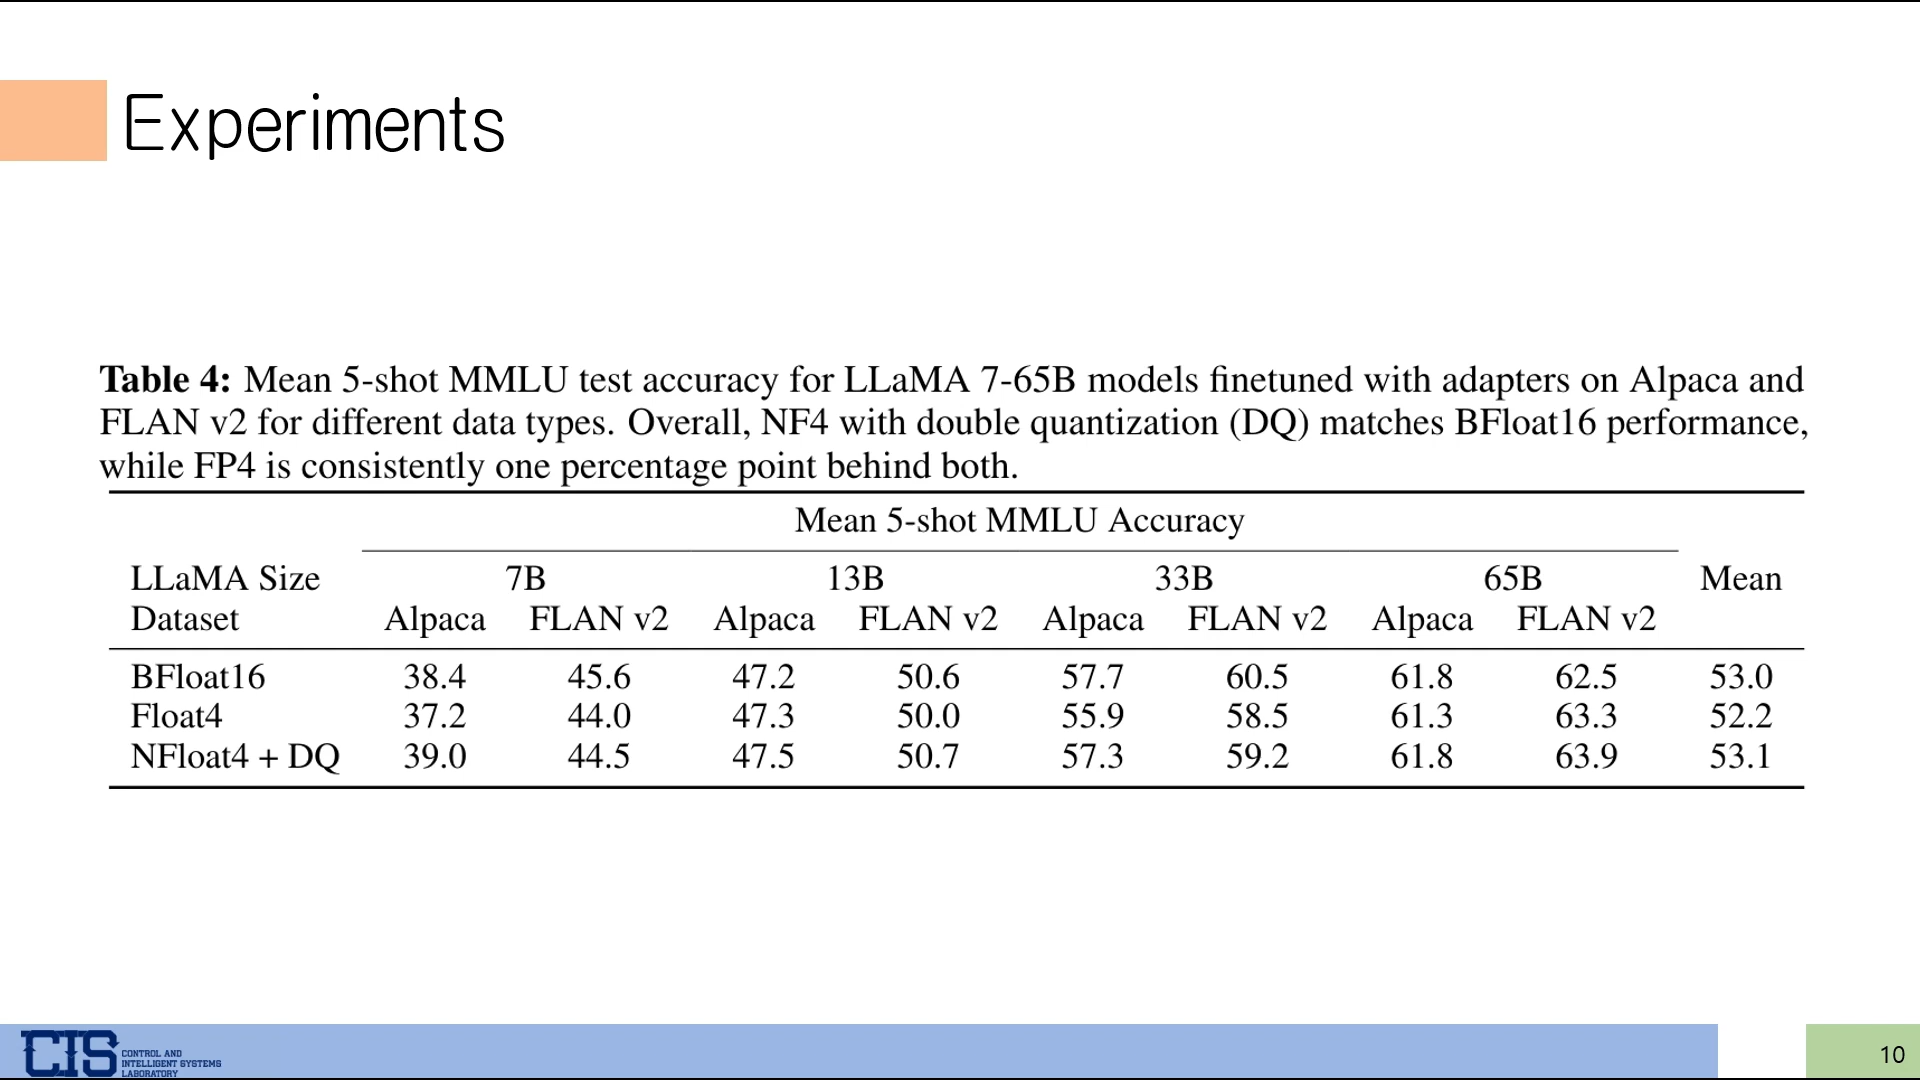 Experiments
Table 4: Mean 5-shot MMLU test accuracy for LLaMA 7-65B models finetuned with adapters on Alpaca and
FLAN v2 for different data types. Overall, NF4 with double quantization (DQ) matches BFloat16 performance,
while FP4 is consistently one percentage point behind both.
Mean 5-shot MMLU Accuracy
LLaMA Size 7B 13B 33B 65B Mean
Dataset Alpaca FLAN v2 Alpaca FLAN v2 Alpaca FLAN v2 Alpaca FLAN v2
BFloat16 38.4 45.6 47.2 50.6 57.7 60.5 61.8 62.5 53.0
Float4 37.2 44.0 47.3 50.0 55.9 58.5 61.3 63.3 52.2
NFloat4 + DQ 39.0 44.5 47.5 50.7 57.3 59.2 61.8 63.9 53.1
CIS
CONTROL AND
INTELLIGENT SYSTEMS
LABORATORY
10